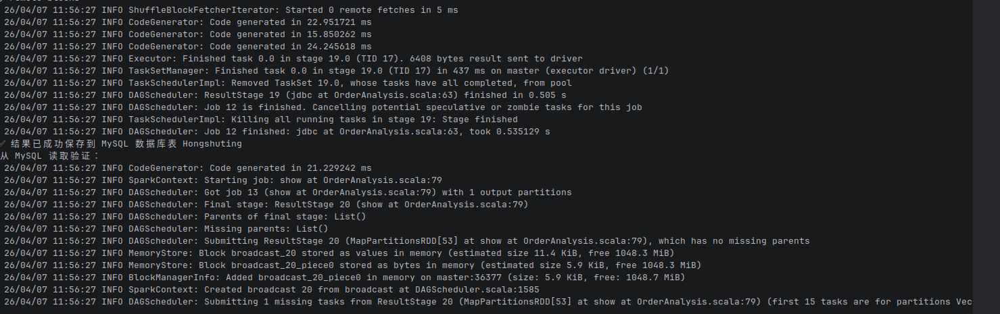 26/04/07 11:56:27 INFO ShuffleBlockFetcherIterator: Started 0 remote fetches in 5 ms
26/04/07 11:56:27 INFO CodeGenerator: Code generated in 22.951721 ms
26/04/07 11:56:27 INFO CodeGenerator: Code generated in 15.850262 ms
26/04/07 11:56:27 INFO CodeGenerator: Code generated in 24.245618 ms
26/04/07 11:56:27 INFO Executor: Finished task 0.0 in stage 19.0 (TID 17). 6408 bytes result sent to driver
26/04/07 11:56:27 INFO TaskSetManager: Finished task 0.0 in stage 19.0 (TID 17) in 437 ms on master (executor driver) (1/1)
26/04/07 11:56:27 INFO TaskSchedulerImpl: Removed TaskSet 19.0, whose tasks have all completed, from pool
26/04/07 11:56:27 INFO DAGScheduler: ResultStage 19 (jdbc at OrderAnalysis.scala:63) finished in 0.505 s
26/04/07 11:56:27 INFO DAGScheduler: Job 12 is finished. Cancelling potential speculative or zombie tasks for this job
26/04/07 11:56:27 INFO TaskSchedulerImpl: Killing all running tasks in stage 19: Stage finished
26/04/07 11:56:27 INFO DAGScheduler: Job 12 finished: jdbc at OrderAnalysis.scala:63, took 0.535129 s
✅ 结果已成功保存到 MySQL 数据库表 Hongshuting
从 MySQL 读取验证：
26/04/07 11:56:27 INFO CodeGenerator: Code generated in 21.229242 ms
26/04/07 11:56:27 INFO SparkContext: Starting job: show at OrderAnalysis.scala:79
26/04/07 11:56:27 INFO DAGScheduler: Got job 13 (show at OrderAnalysis.scala:79) with 1 output partitions
26/04/07 11:56:27 INFO DAGScheduler: Final stage: ResultStage 20 (show at OrderAnalysis.scala:79)
26/04/07 11:56:27 INFO DAGScheduler: Parents of final stage: List()
26/04/07 11:56:27 INFO DAGScheduler: Missing parents: List()
26/04/07 11:56:27 INFO DAGScheduler: Submitting ResultStage 20 (MapPartitionsRDD[53] at show at OrderAnalysis.scala:79), which has no missing parents
26/04/07 11:56:27 INFO MemoryStore: Block broadcast_20 stored as values in memory (estimated size 11.4 KiB, free 1048.3 MiB)
26/04/07 11:56:27 INFO MemoryStore: Block broadcast_20_piece0 stored as bytes in memory (estimated size 5.9 KiB, free 1048.3 MiB)
26/04/07 11:56:27 INFO BlockManagerInfo: Added broadcast_20_piece0 in memory on master:36377 (size: 5.9 KiB, free: 1048.7 MiB)
26/04/07 11:56:27 INFO SparkContext: Created broadcast 20 from broadcast at DAGScheduler.scala:1585
26/04/07 11:56:27 INFO DAGScheduler: Submitting 1 missing tasks from ResultStage 20 (MapPartitionsRDD[53] at show at OrderAnalysis.scala:79) (first 15 tasks are for partitions Vec